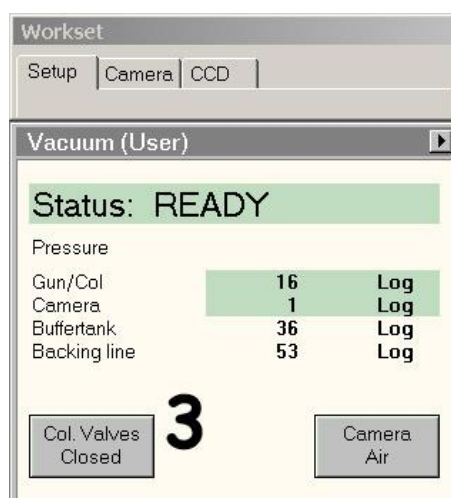 Workset
Setup Camera CCD
Vacuum (User)
Status: READY
Pressure
Gun/Col 16 Log
Camera 1 Log
Buffertank 36 Log
Backing line 53 Log
Col. Valves
Closed
3
Camera
Air